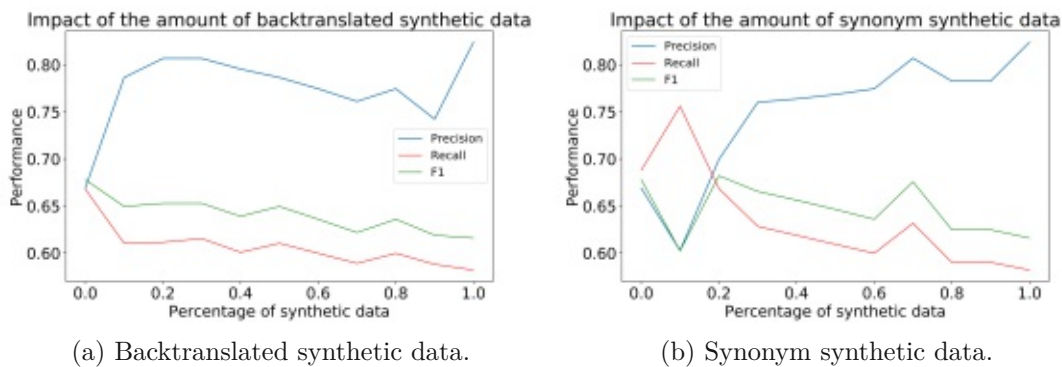 Impact of the amount of backtranslated synthetic data
0.80
0.75
0.70
0.65
0.60
Performance
Precision
Recall
F1
0.0 0.2 0.4 0.6 0.8 1.0
Percentage of synthetic data
(a) Backtranslated synthetic data.
Impact of the amount of synonym synthetic data
Precision
Recall
F1
0.80
0.75
0.70
0.65
0.60
Performance
0.0 0.2 0.4 0.6 0.8 1.0
Percentage of synthetic data
(b) Synonym synthetic data.